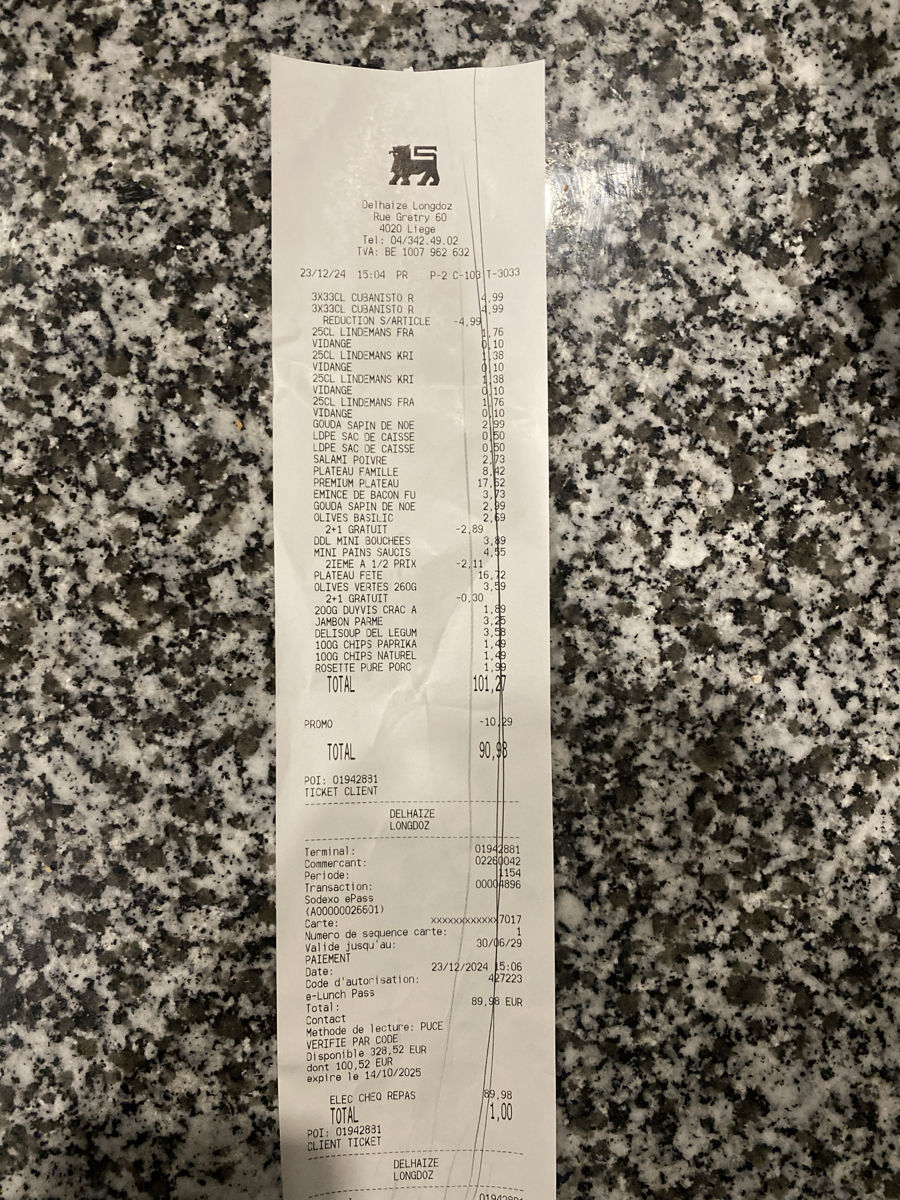 Delhaize Longdoz
Rue Gretry 60
4020 Liege
Tel: 04/342.49.02
TVA: BE 1007 962 632
23/12/24 15:04 PR P-2 C-103 T-3033
3X33CL CUBANISTO R 4,99
3X33CL CUBANISTO R 4,99
REDUCTION S/ARTICLE -4,99
25CL LINDEMANS FRA 1,76
VIDANGE 0,10
25CL LINDEMANS KRI 1,38
VIDANGE 0,10
25CL LINDEMANS KRI 1,38
VIDANGE 0,10
25CL LINDEMANS FRA 1,76
VIDANGE 0,10
GOUDA SAPIN DE NOE 2,99
LDPE SAC DE CAISSE 0,50
LDPE SAC DE CAISSE 0,50
SALAMI POIVRE 2,73
PLATEAU FAMILLE 8,42
PREMIUM PLATEAU 17,62
EMINCE DE BACON FU 3,73
GOUDA SAPIN DE NOE 2,99
OLIVES BASILIC 2,69
2+1 GRATUIT -2,89
DDL MINI BOUCHEES 3,89
MINI PAINS SAUCIS 4,55
2IEME A 1/2 PRIX -2,11
PLATEAU FETE 16,72
OLIVES VERTES 260G 3,59
2+1 GRATUIT -0,30
200G DUYVIS CRAC A 1,89
JAMBON PARME 3,25
DELISOUP DEL LEGUM 3,58
100G CHIPS PAPRIKA 1,49
100G CHIPS NATUREL 1,49
ROSETTE PURE PORC 1,99
TOTAL 101,27
PROMO -10,29
TOTAL 90,98
POI: 01942881
TICKET CLIENT
DELHAIZE
LONGDOZ
Terminal: 01942881
Commercant: 02260042
Periode: 1154
Transaction: 00004896
Sodexo ePass
(A00000026601)
Carte: xxxxxxxxxxxx7017
Numero de sequence carte: 1
Valide jusqu'au: 30/06/29
PAIEMENT
Date: 23/12/2024 15:06
Code d'autorisation: 427223
e-Lunch Pass
Total: 89,98 EUR
Contact
Methode de lecture: PUCE
VERIFIE PAR CODE
Disponible 328,52 EUR
dont 100,52 EUR
expire le 14/10/2025
ELEC CHEQ REPAS 89,98
TOTAL 1,00
POI: 01942881
CLIENT TICKET
DELHAIZE
LONGDOZ